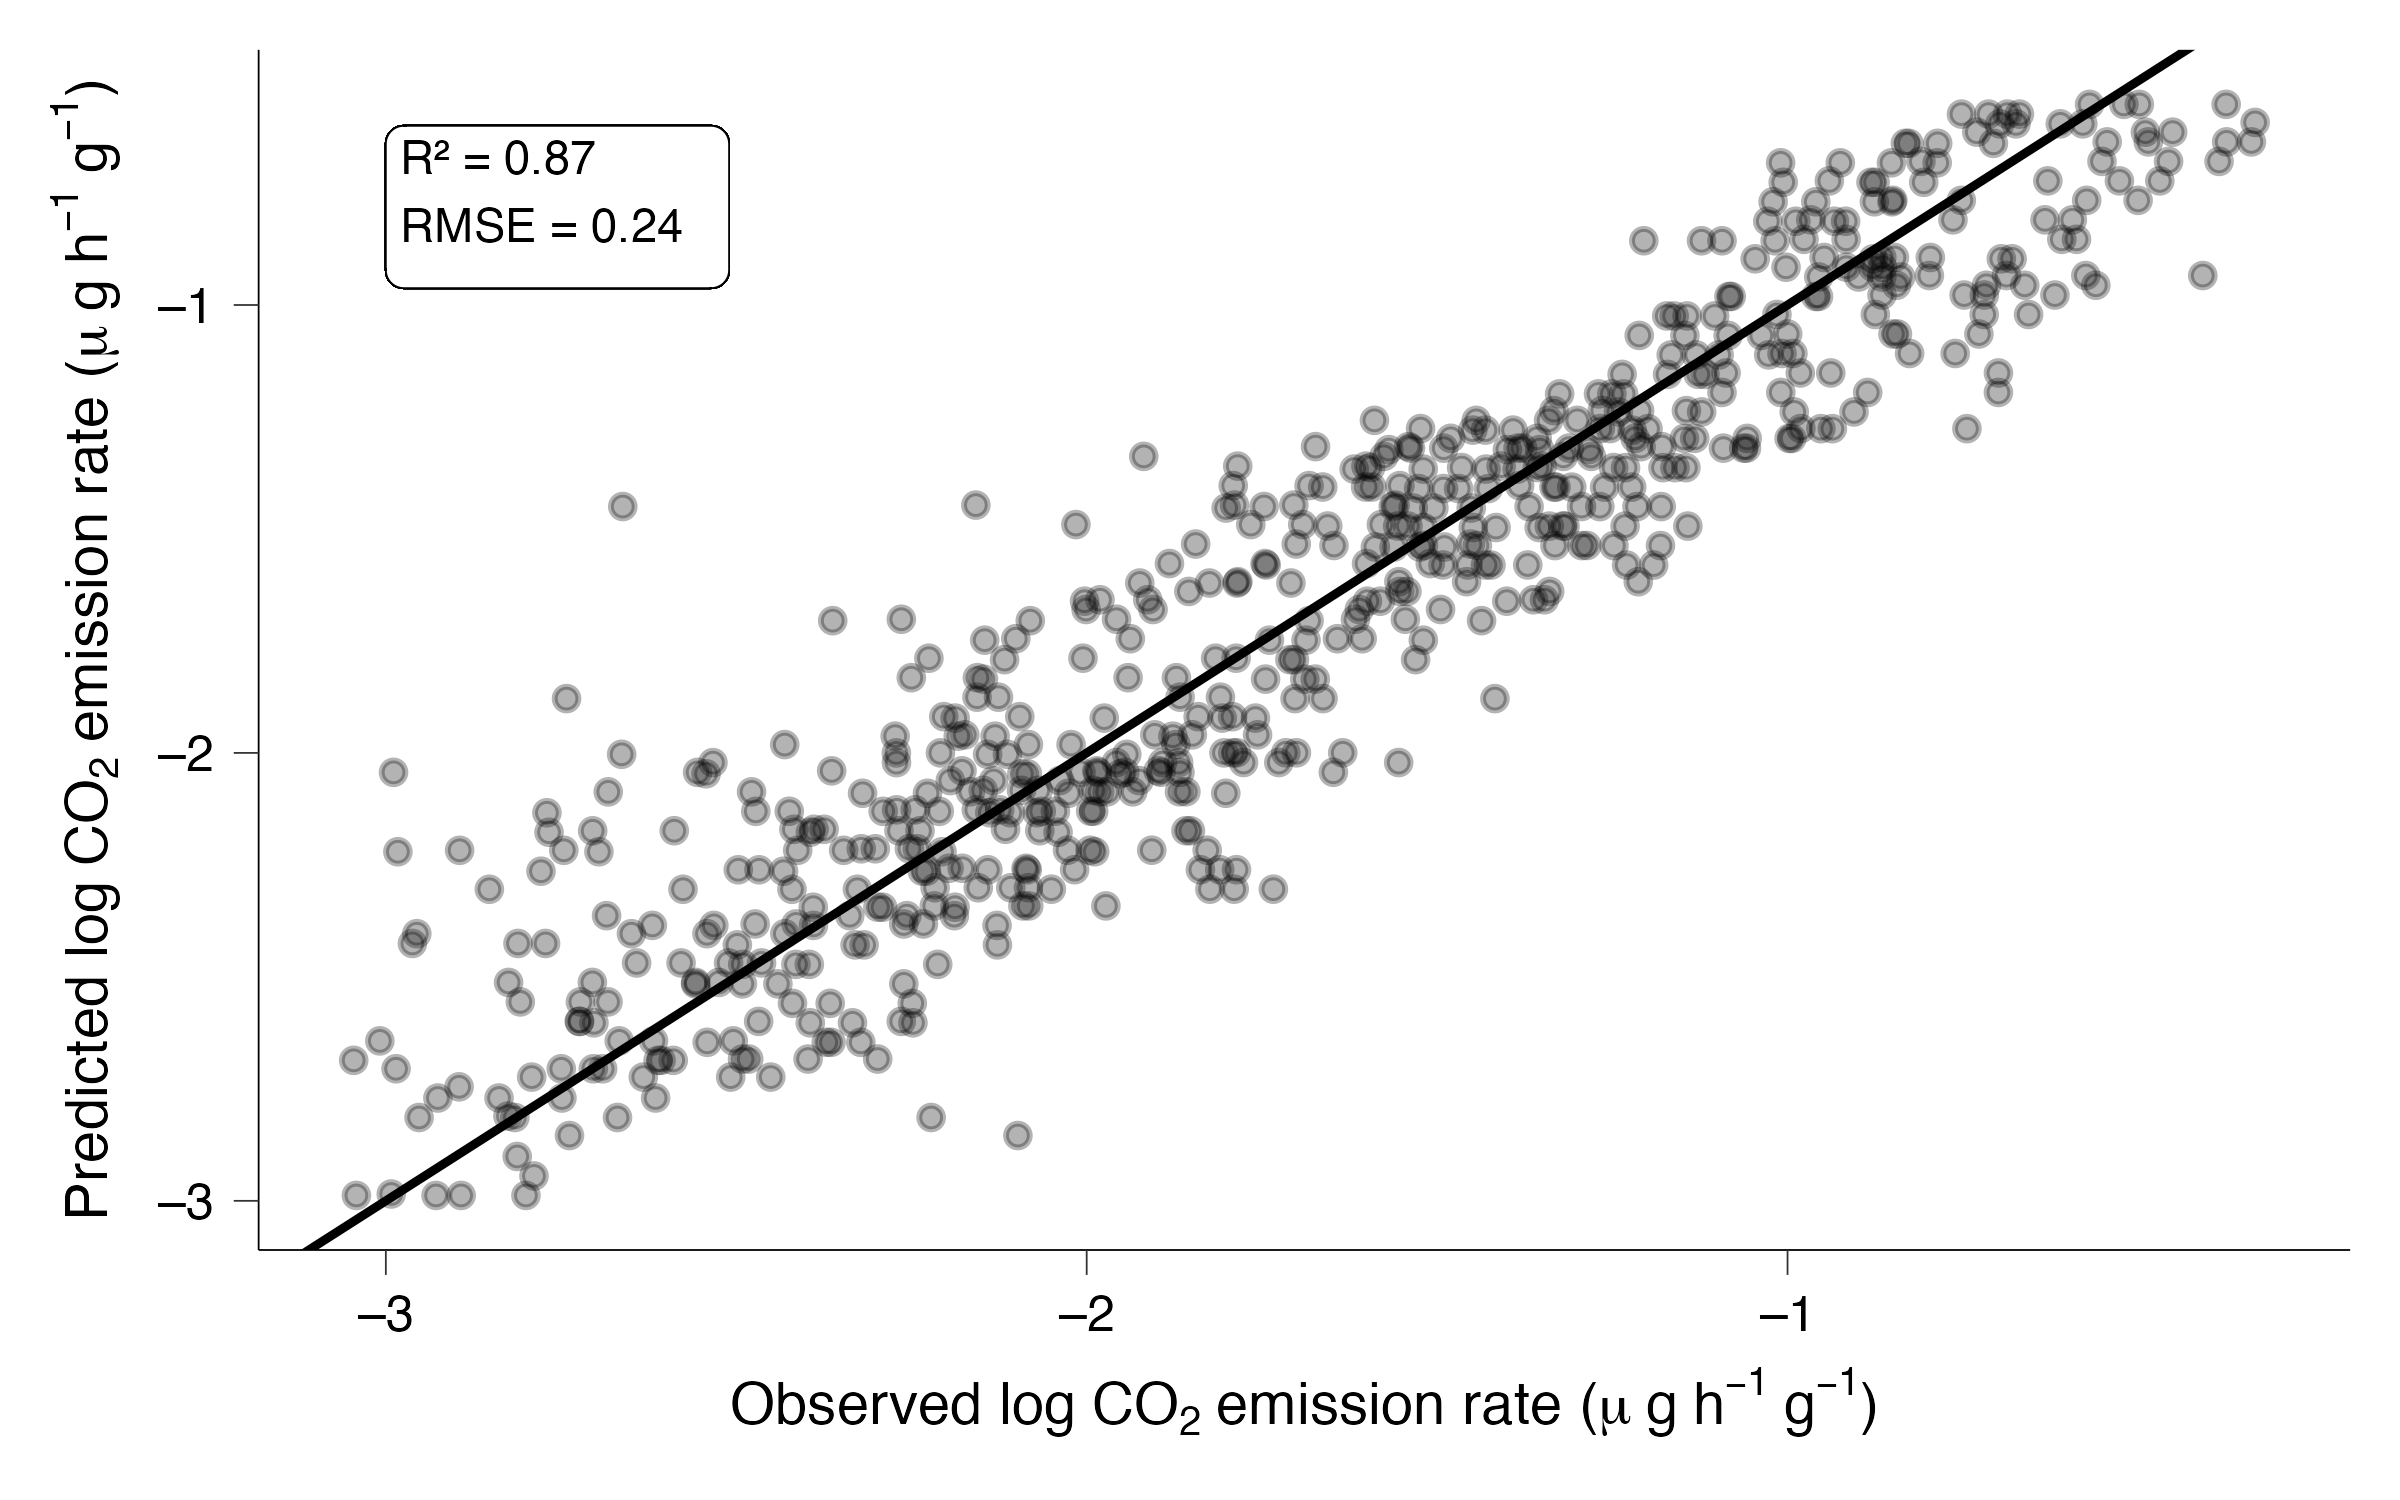 R² = 0.87
RMSE = 0.24
Predicted log CO₂ emission rate (μ g h⁻¹ g⁻¹)
−1
−2
−3
−3 −2 −1
Observed log CO₂ emission rate (μ g h⁻¹ g⁻¹)